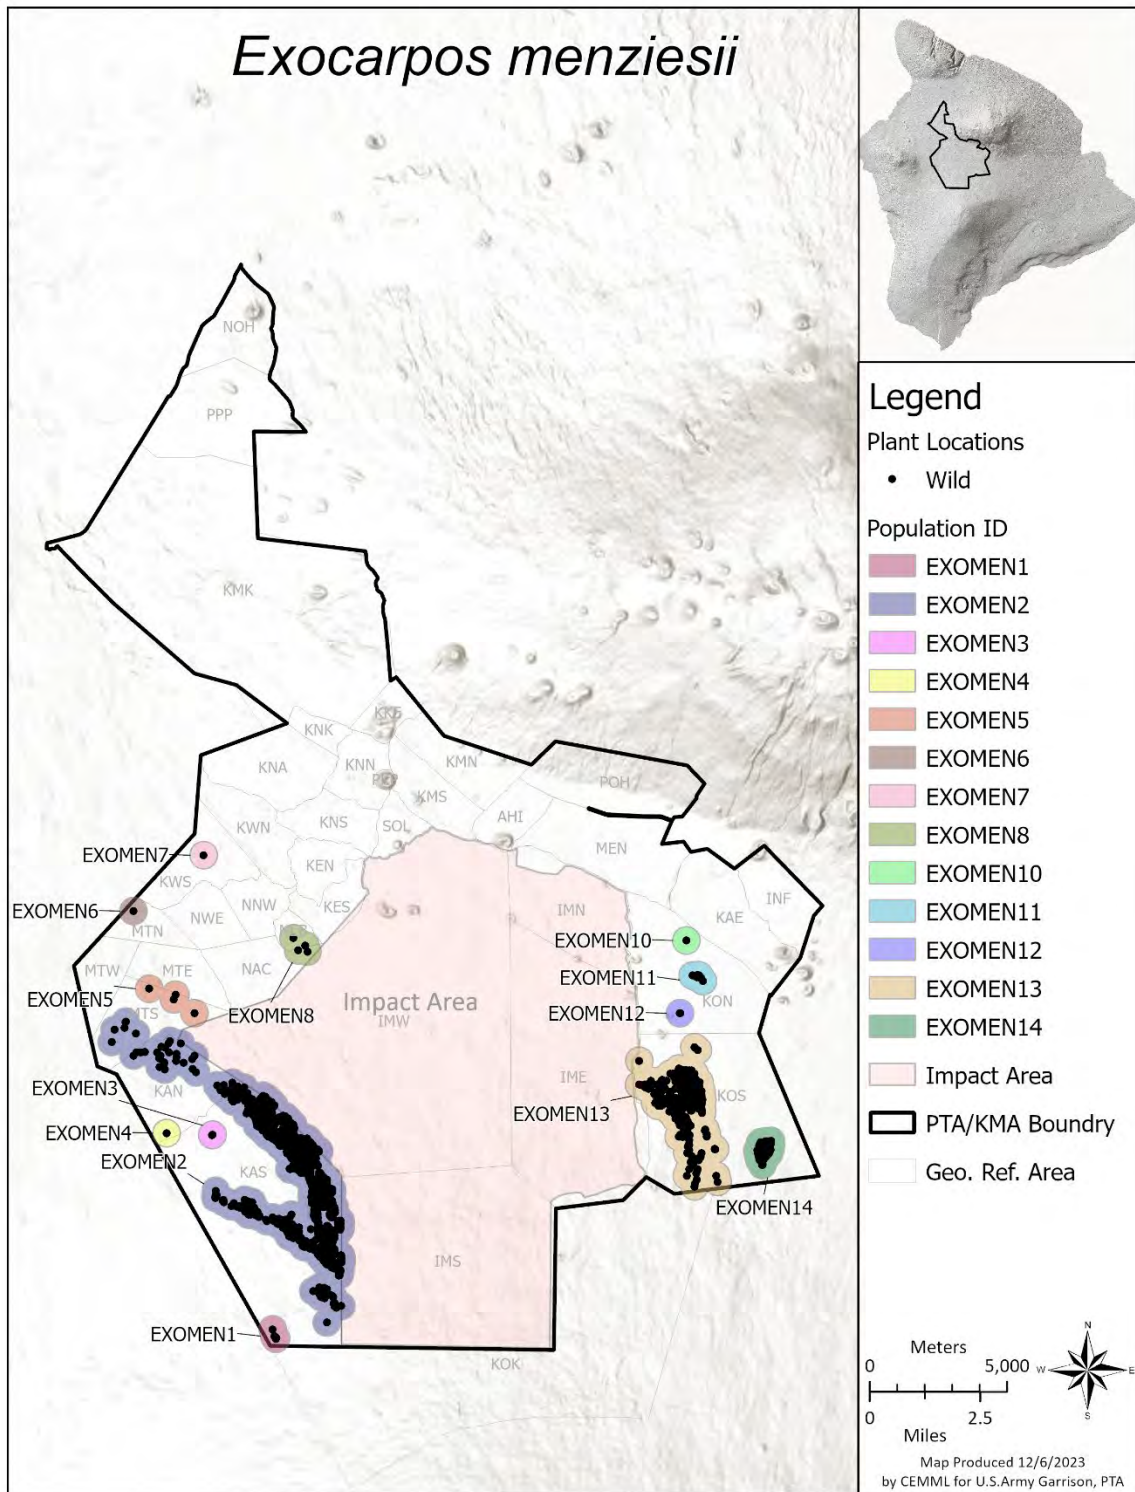 Exocarpos menziesii
NOH
PPP
KMK
KNK
KNA
KNN
KMN
KMS
POH
KWN
KNS
SOL
AHI
MEN
KEN
EXOMEN7
KWS
NNW
KES
IMN
INF
KAE
EXOMEN6
NWE
MTN
EXOMEN10
MTW
MTE
NAC
EXOMEN11
EXOMEN5
Impact Area
KON
MTS
EXOMEN8
IMW
EXOMEN12
IME
KAN
EXOMEN3
EXOMEN13
KOS
EXOMEN4
EXOMEN2
KAS
EXOMEN14
IMS
EXOMEN1
KOK
Legend
Plant Locations
Wild
Population ID
EXOMEN1
EXOMEN2
EXOMEN3
EXOMEN4
EXOMEN5
EXOMEN6
EXOMEN7
EXOMEN8
EXOMEN10
EXOMEN11
EXOMEN12
EXOMEN13
EXOMEN14
Impact Area
PTA/KMA Boundry
Geo. Ref. Area
N
W
E
S
Meters
0 5,000
0 2.5
Miles
Map Produced 12/6/2023
by CEMML for U.S.Army Garrison, PTA